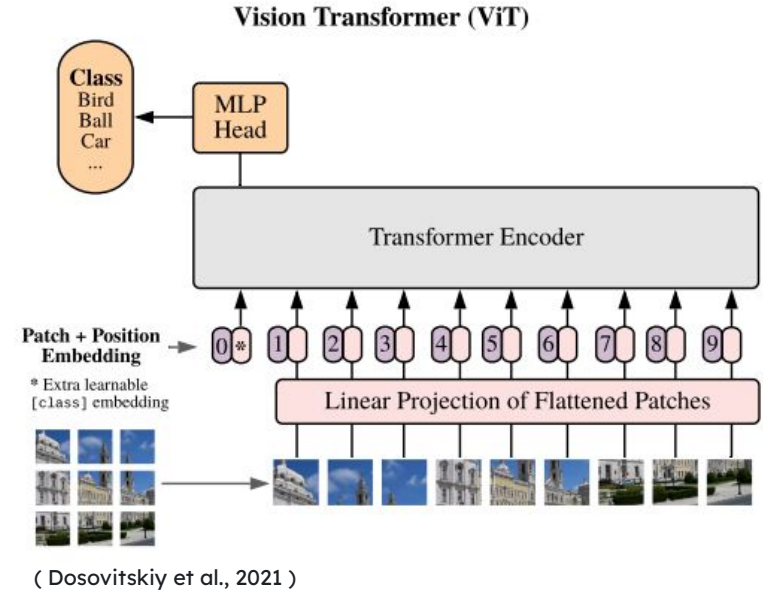 Vision Transformer (ViT)
Class
Bird
Ball
Car
...
MLP
Head
Transformer Encoder
Patch + Position
Embedding
0 * 1 2 3 4 5 6 7 8 9
* Extra learnable
[class] embedding
Linear Projection of Flattened Patches
( Dosovitskiy et al., 2021 )